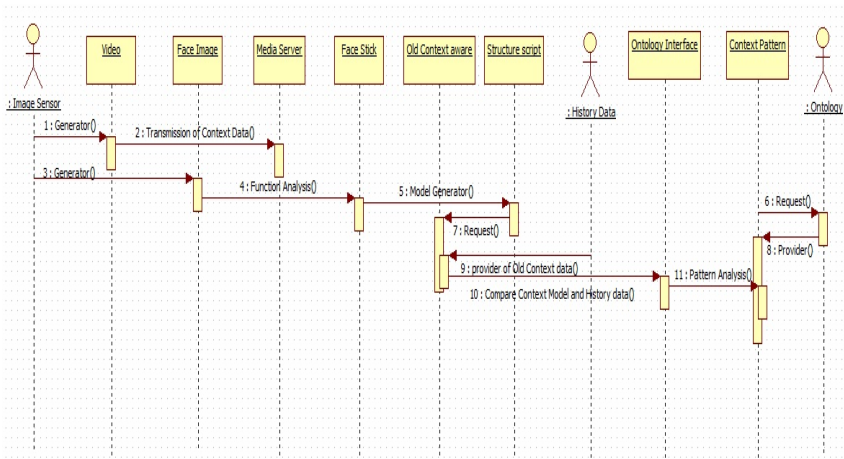 Video
Face Image
Media Server
Face Stick
Old Context aware
Structure script
Ontology Interface
Context Pattern
: Image Sensor
: History Data
: Ontology
1 : Generator()
2 : Transmission of Context Data()
3 : Generator()
4 : Function Analysis()
5 : Model Generator()
6 : Request()
7 : Request()
8 : Provider()
9 : provider of Old Context data()
10 : Compare Context Model and History data()
11 : Pattern Analysis()